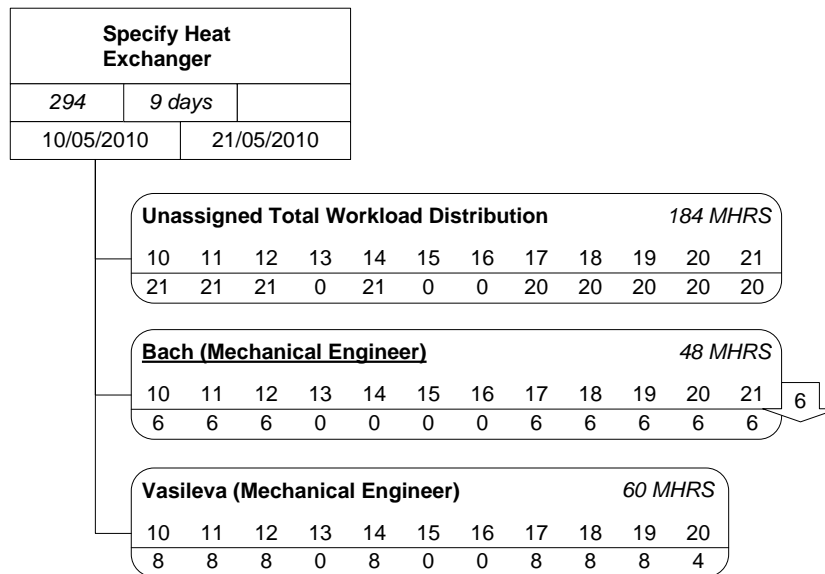 Specify Heat
Exchanger
294 9 days
10/05/2010 21/05/2010
Unassigned Total Workload Distribution 184 MHRS
10 11 12 13 14 15 16 17 18 19 20 21
21 21 21 0 21 0 0 20 20 20 20 20
Bach (Mechanical Engineer) 48 MHRS
10 11 12 13 14 15 16 17 18 19 20 21
6 6 6 0 0 0 0 6 6 6 6 6
6
Vasileva (Mechanical Engineer) 60 MHRS
10 11 12 13 14 15 16 17 18 19 20
8 8 8 0 8 0 0 8 8 8 4